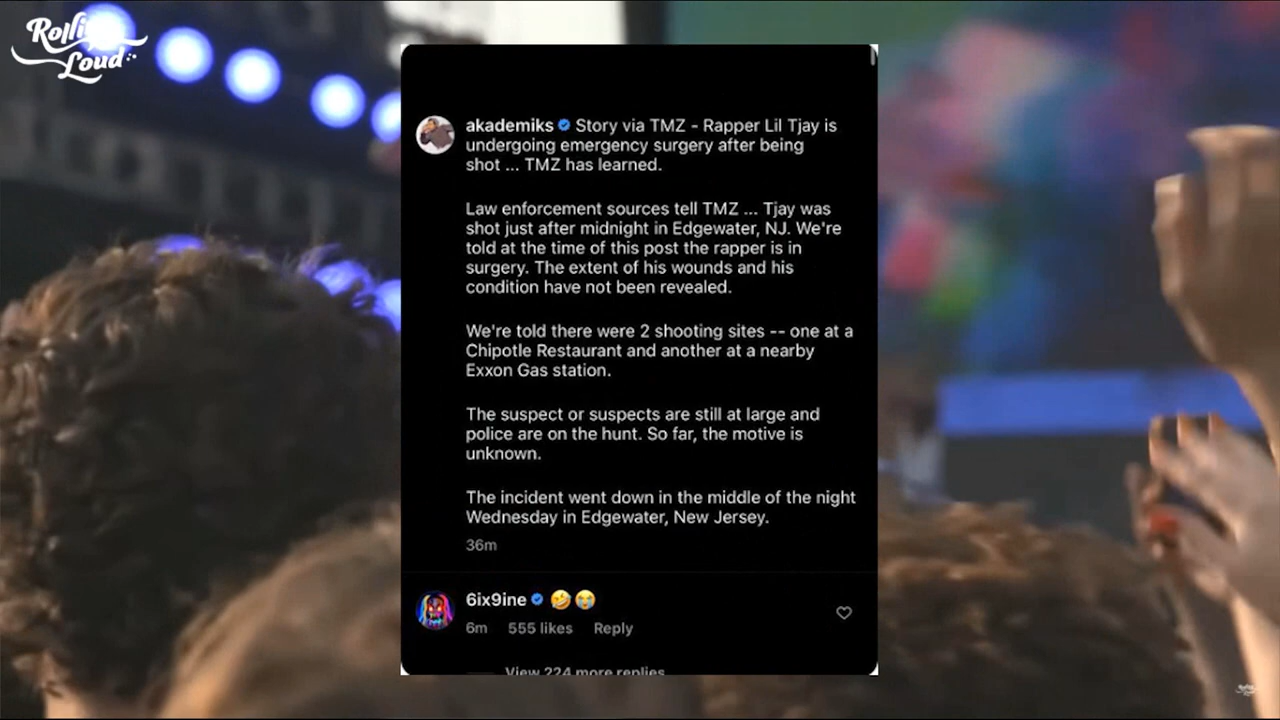 Rolling
Loud
akademiks Story via TMZ - Rapper Lil Tjay is
undergoing emergency surgery after being
shot ... TMZ has learned.
Law enforcement sources tell TMZ ... Tjay was
shot just after midnight in Edgewater, NJ. We're
told at the time of this post the rapper is in
surgery. The extent of his wounds and his
condition have not been revealed.
We're told there were 2 shooting sites -- one at a
Chipotle Restaurant and another at a nearby
Exxon Gas station.
The suspect or suspects are still at large and
police are on the hunt. So far, the motive is
unknown.
The incident went down in the middle of the night
Wednesday in Edgewater, New Jersey.
36m
6ix9ine 🤣😭
6m 555 likes Reply
View 224 more replies